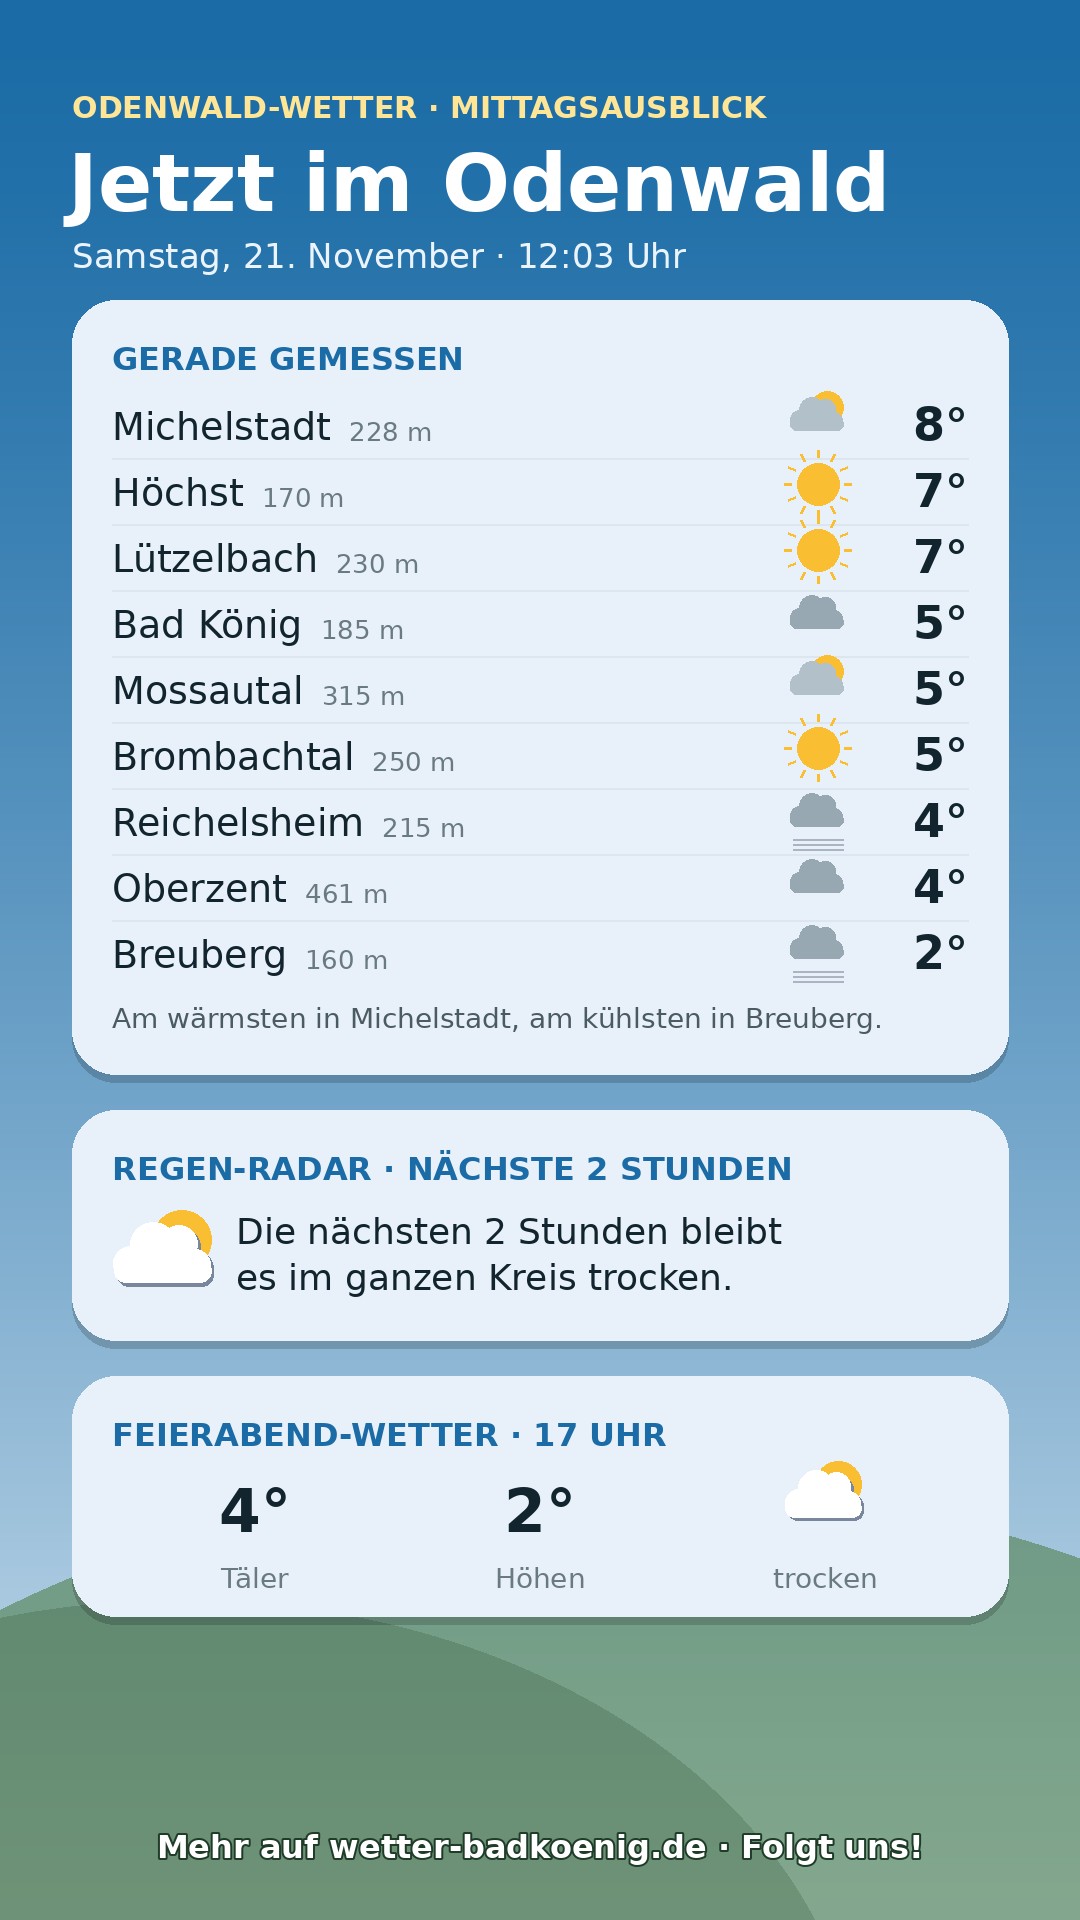 ODENWALD-WETTER · MITTAGSAUSBLICK
Jetzt im Odenwald
Samstag, 21. November · 12:03 Uhr
GERADE GEMESSEN
Michelstadt 228 m 8°
Höchst 170 m 7°
Lützelbach 230 m 7°
Bad König 185 m 5°
Mossautal 315 m 5°
Brombachtal 250 m 5°
Reichelsheim 215 m 4°
Oberzent 461 m 4°
Breuberg 160 m 2°
Am wärmsten in Michelstadt, am kühlsten in Breuberg.
REGEN-RADAR · NÄCHSTE 2 STUNDEN
Die nächsten 2 Stunden bleibt
es im ganzen Kreis trocken.
FEIERABEND-WETTER · 17 UHR
4° 2°
Täler Höhen trocken
Mehr auf wetter-badkoenig.de · Folgt uns!